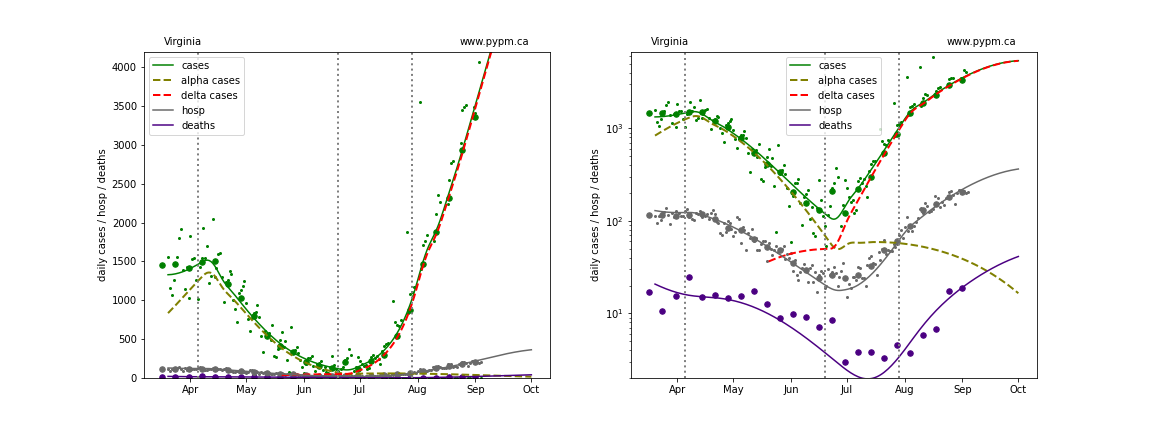 Virginia
www.pypm.ca
cases
alpha cases
delta cases
hosp
deaths
daily cases / hosp / deaths
4000
3500
3000
2500
2000
1500
1000
500
0
Apr
May
Jun
Jul
Aug
Sep
Oct
Virginia
www.pypm.ca
cases
alpha cases
delta cases
hosp
deaths
daily cases / hosp / deaths
10³
10²
10¹
Apr
May
Jun
Jul
Aug
Sep
Oct